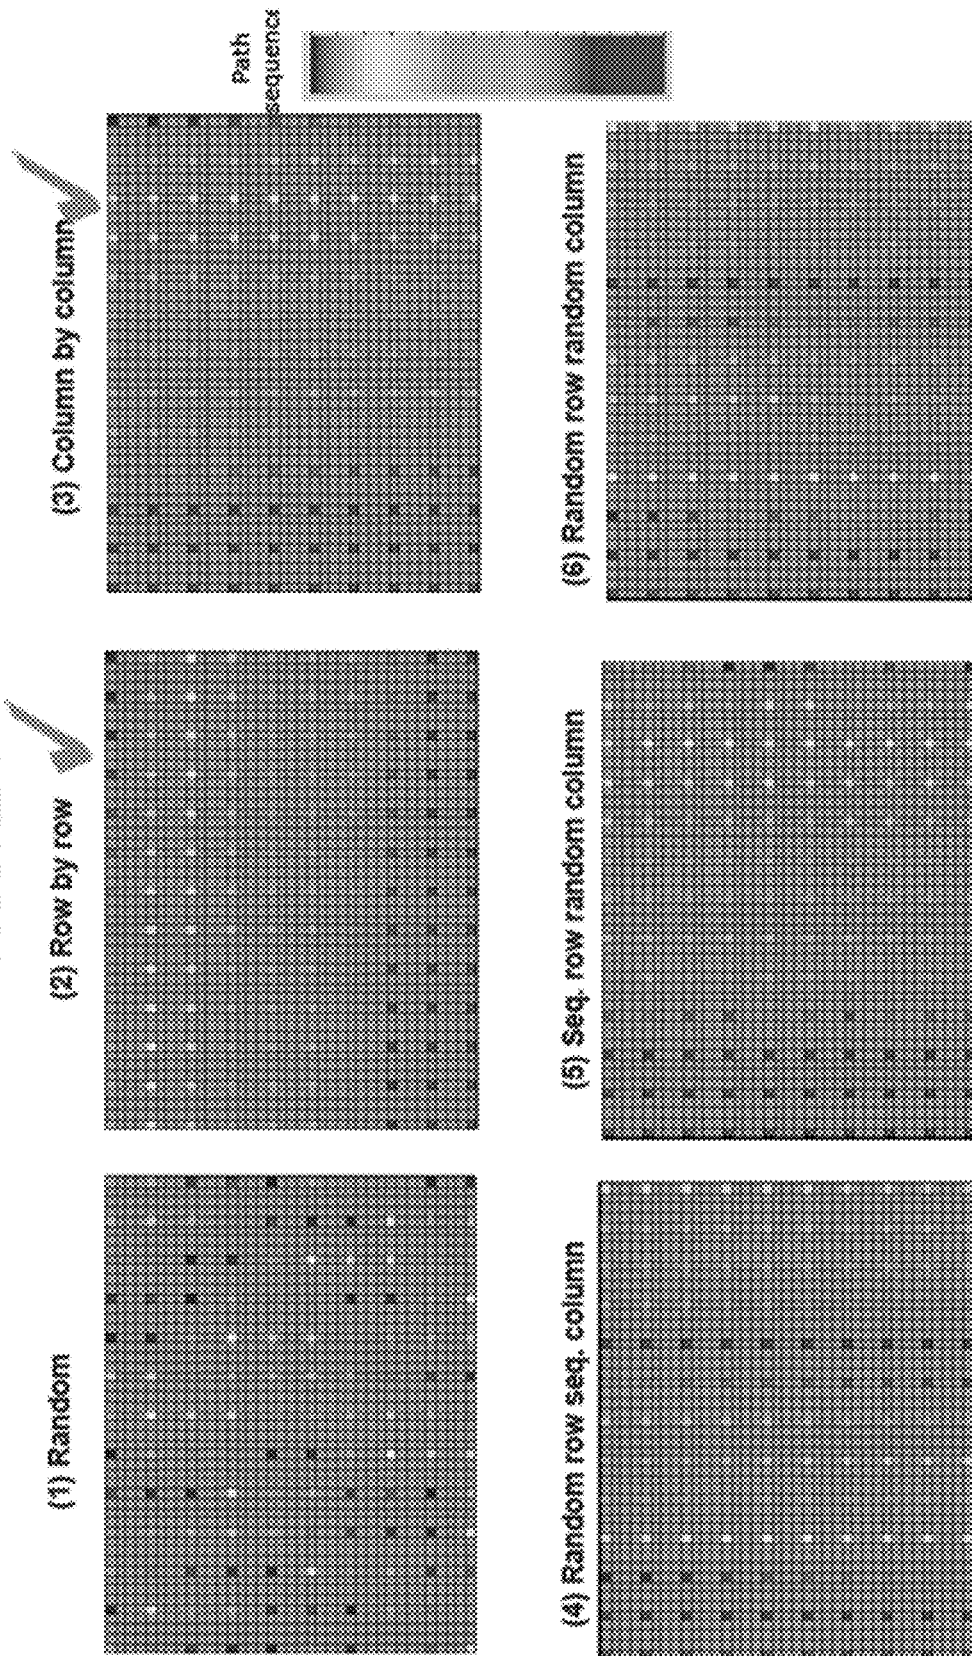 (1) Random
(2) Row by row
(3) Column by column
Path
sequence
(4) Random row seq. column
(5) Seq. row random column
(6) Random row random column